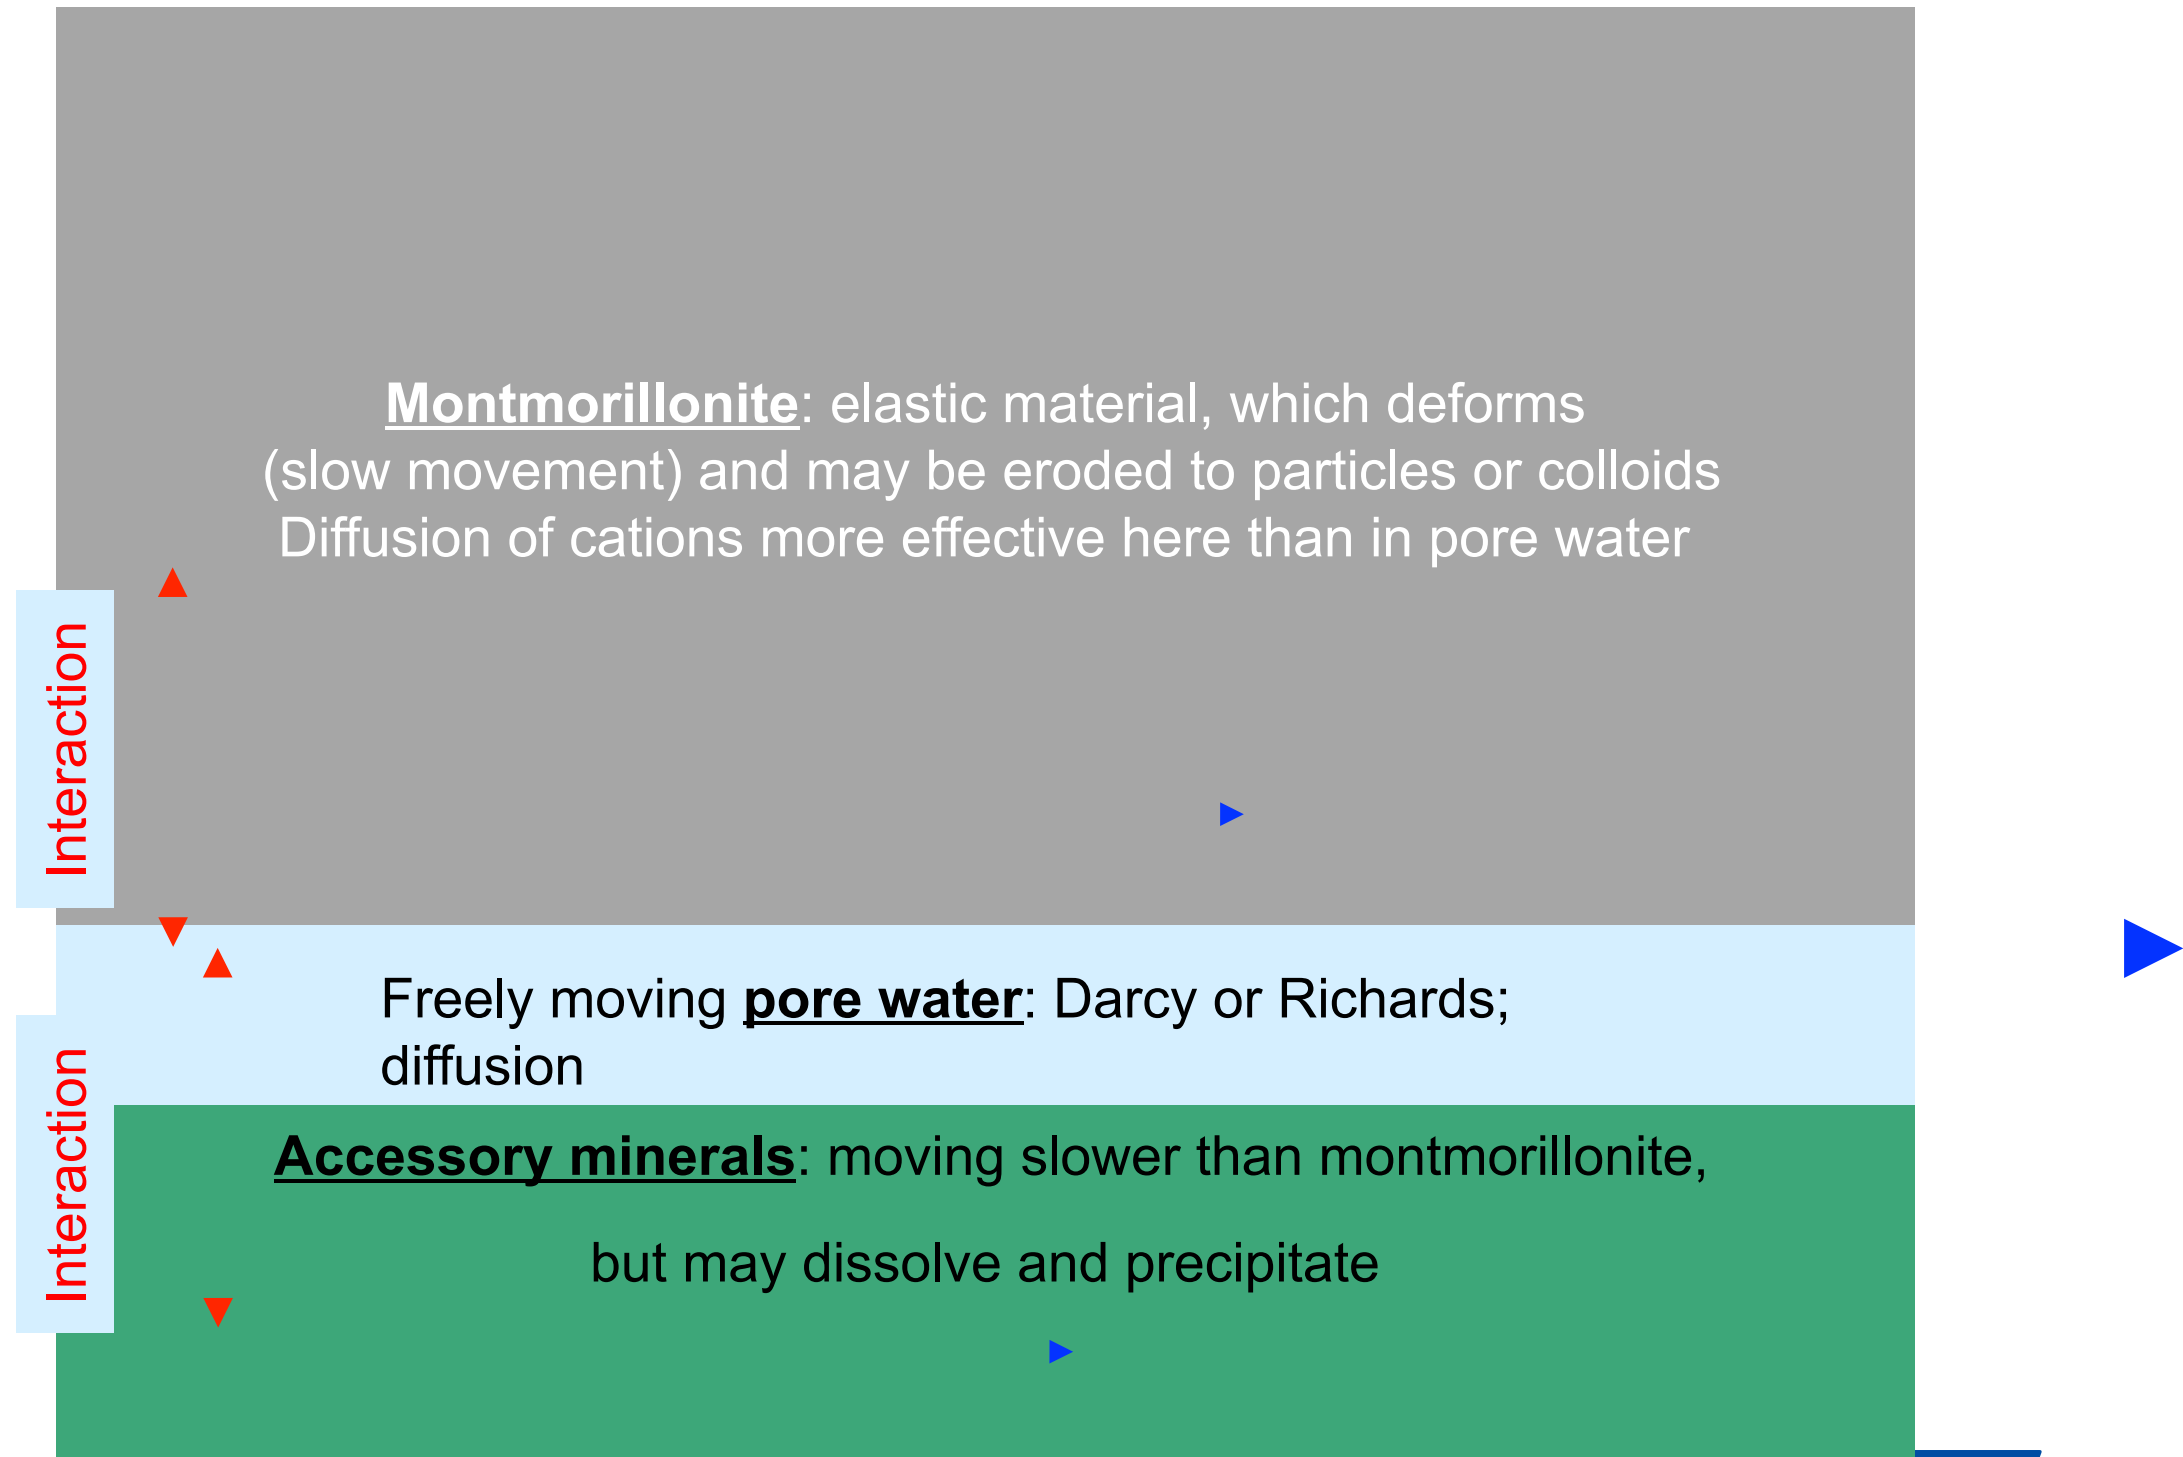 Montmorillonite: elastic material, which deforms
(slow movement) and may be eroded to particles or colloids
Diffusion of cations more effective here than in pore water
Interaction
Freely moving pore water: Darcy or Richards;
diffusion
Interaction
Accessory minerals: moving slower than montmorillonite,
but may dissolve and precipitate